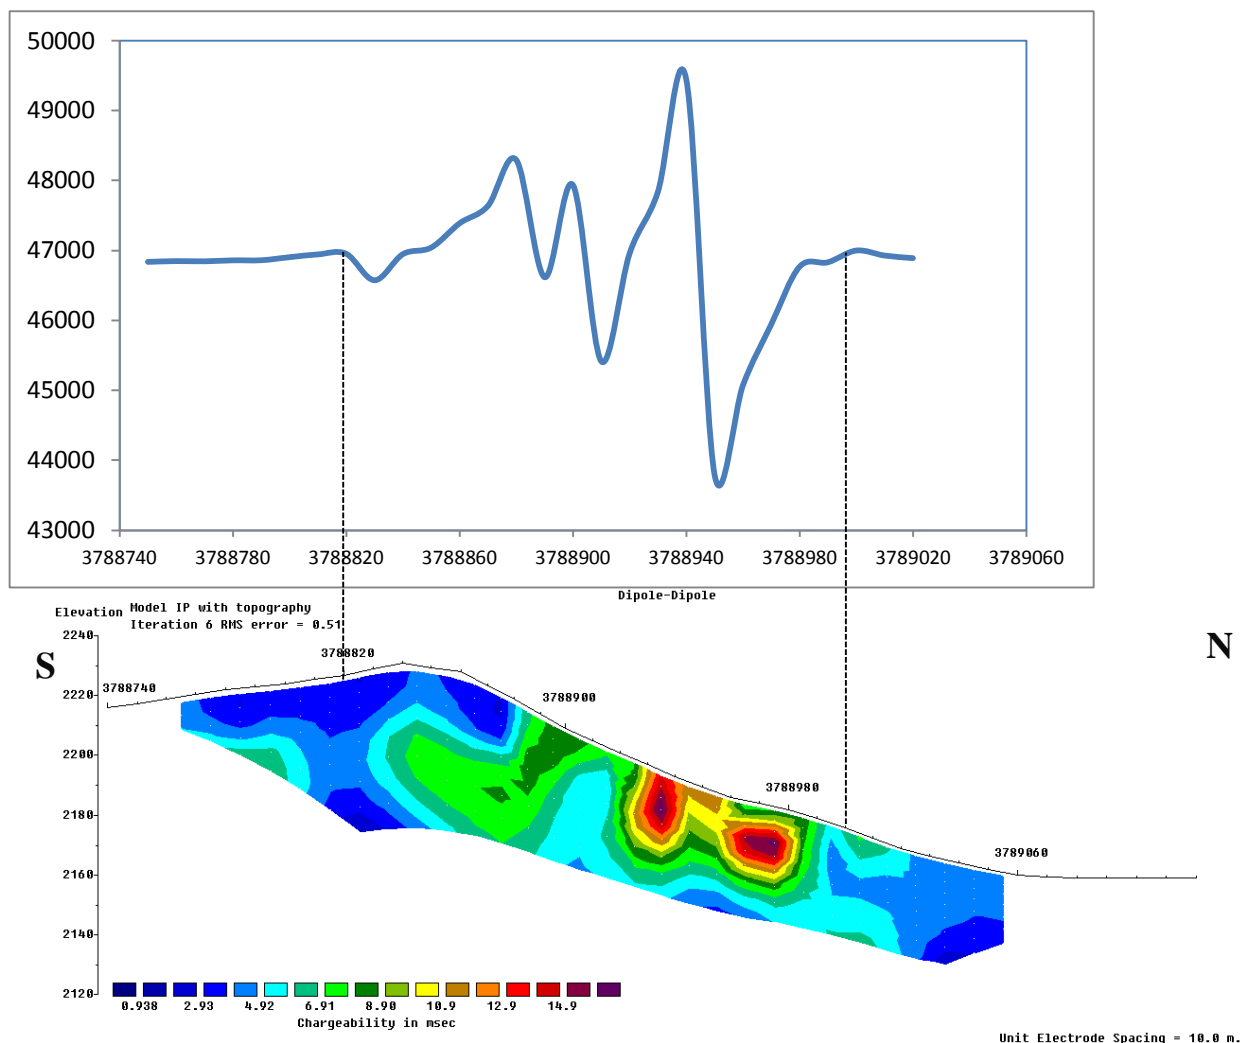 50000
49000
48000
47000
46000
45000
44000
43000
3788740 3788780 3788820 3788860 3788900 3788940 3788980 3789020 3789060
Dipole-Dipole
Elevation Model IP with topography
Iteration 6 RMS error = 0.51
2240
S
N
3788820
3788740
2220
3788900
2200
3788980
2180
3789060
2160
2140
2120
0.938 2.93 4.92 6.91 8.90 10.9 12.9 14.9
Chargeability in msec
Unit Electrode Spacing = 10.0 m.